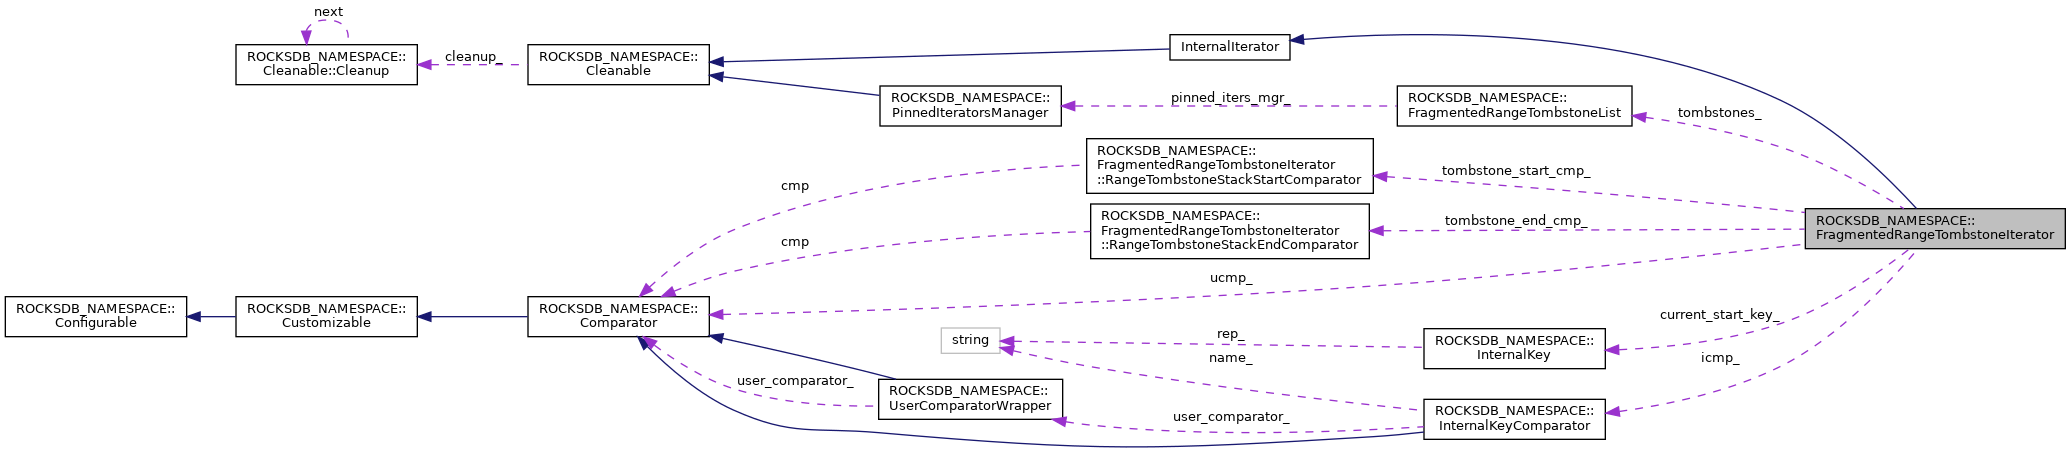 next
ROCKSDB_NAMESPACE::
Cleanable::Cleanup
cleanup_
ROCKSDB_NAMESPACE::
Cleanable
InternalIterator
ROCKSDB_NAMESPACE::
PinnedIteratorsManager
pinned_iters_mgr_
ROCKSDB_NAMESPACE::
FragmentedRangeTombstoneList
tombstones_
cmp
ROCKSDB_NAMESPACE::
FragmentedRangeTombstoneIterator
::RangeTombstoneStackStartComparator
tombstone_start_cmp_
cmp
ROCKSDB_NAMESPACE::
FragmentedRangeTombstoneIterator
::RangeTombstoneStackEndComparator
tombstone_end_cmp_
ROCKSDB_NAMESPACE::
FragmentedRangeTombstoneIterator
ucmp_
ROCKSDB_NAMESPACE::
Configurable
ROCKSDB_NAMESPACE::
Customizable
ROCKSDB_NAMESPACE::
Comparator
string
rep_
name_
ROCKSDB_NAMESPACE::
InternalKey
current_start_key_
icmp_
user_comparator_
ROCKSDB_NAMESPACE::
UserComparatorWrapper
user_comparator_
ROCKSDB_NAMESPACE::
InternalKeyComparator